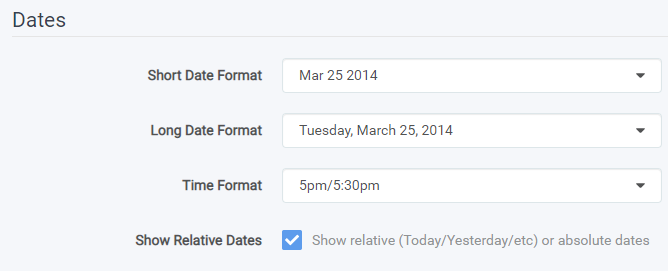 Dates
Short Date Format Mar 25 2014
Long Date Format Tuesday, March 25, 2014
Time Format 5pm/5:30pm
Show Relative Dates Show relative (Today/Yesterday/etc) or absolute dates